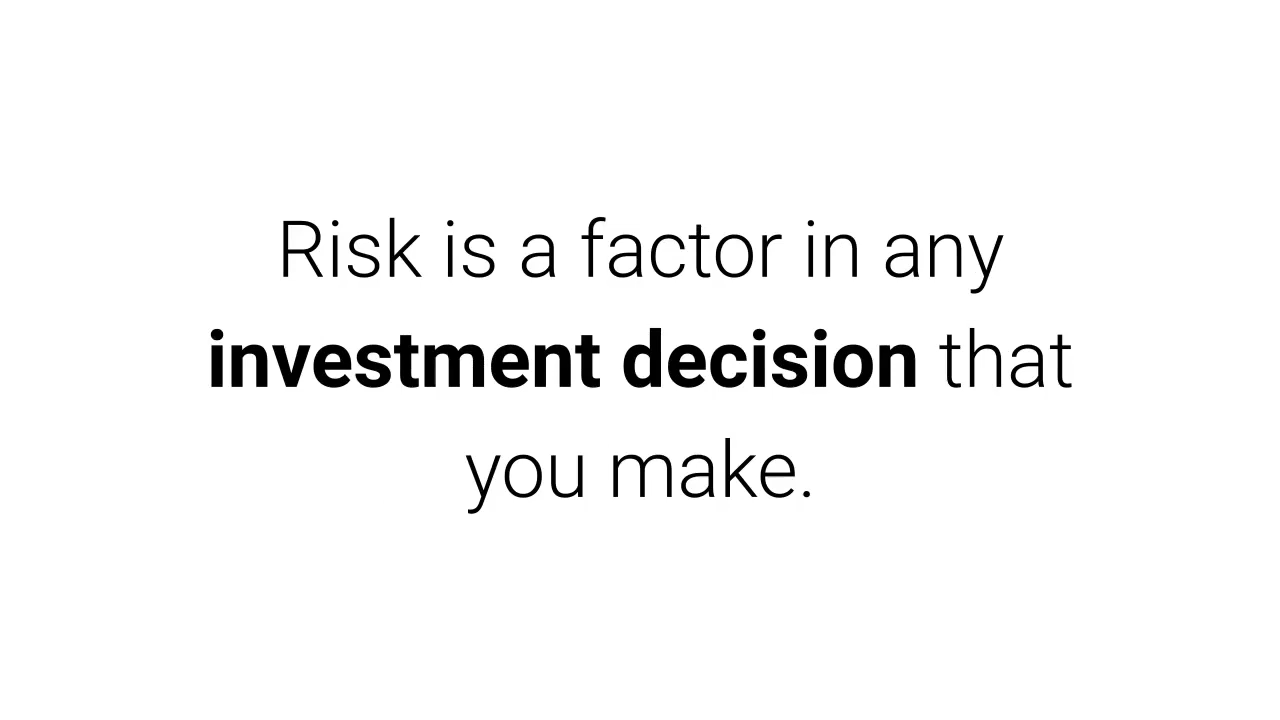 Risk is a factor in any
investment decision that
you make.